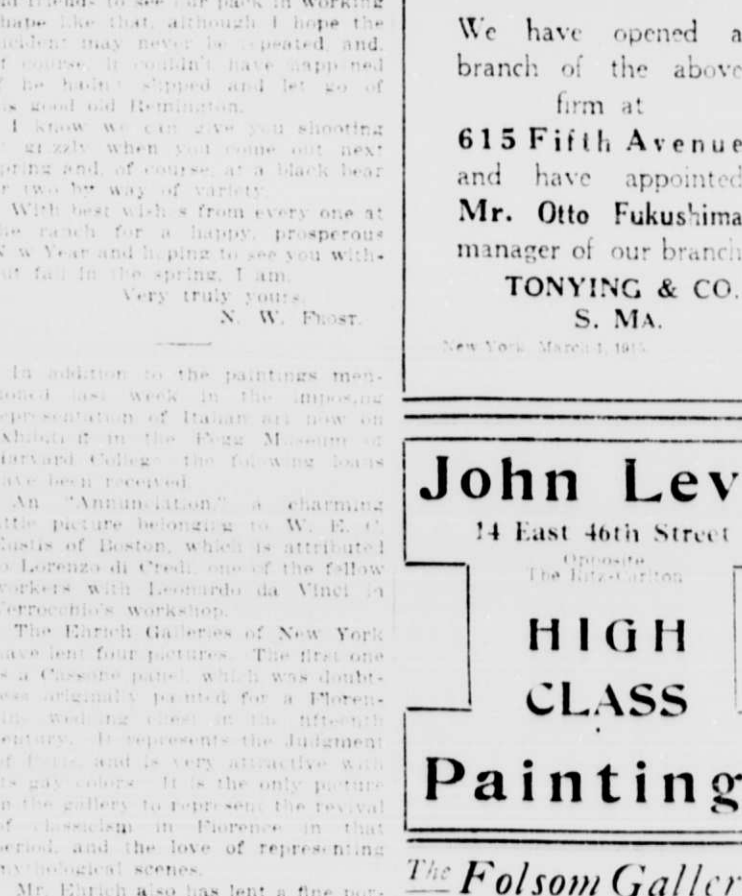 friends to see our pack in working
shape like that, although I hope the
incident may never be repeated, and,
of course, it couldn't have happened
if he hadn't slipped and let go of
his good old Remington.
I know we can give you shooting
at grizzly when you come out next
spring and, of course, at a black bear
or two by way of variety.
With best wishes from every one at
the ranch for a happy, prosperous
New Year and hoping to see you with-
out fail in the spring, I am,
Very truly yours,
N. W. FROST.
In addition to the paintings men-
tioned last week in the imposing
representation of Italian art now on
exhibition in the Fogg Museum of
Harvard College the following loans
have been received.
An "Annunciation," a charming
little picture belonging to W. E. C.
Eustis of Boston, which is attributed
to Lorenzo di Credi, one of the fellow
workers with Leonardo da Vinci in
Verrocchio's workshop.
The Ehrich Galleries of New York
have lent four pictures. The first one
is a Cassone panel, which was doubt-
less originally painted for a Floren-
tine wedding chest in the fifteenth
century. It represents the Judgment
of Paris, and is very attractive with
its gay colors. It is the only picture
in the gallery to represent the revival
of classicism in Florence in that
period, and the love of representing
mythological scenes.
Mr. Ehrich also has lent a fine por-
We have opened a
branch of the above
firm at
615 Fifth Avenue
and have appointed
Mr. Otto Fukushima
manager of our branch
TONYING & CO.
S. MA.
New York, March 1, 191
John Lev
14 East 46th Street
Opposite
The Ritz-Carlton
HIGH
CLASS
Painting
The Folsom Galler